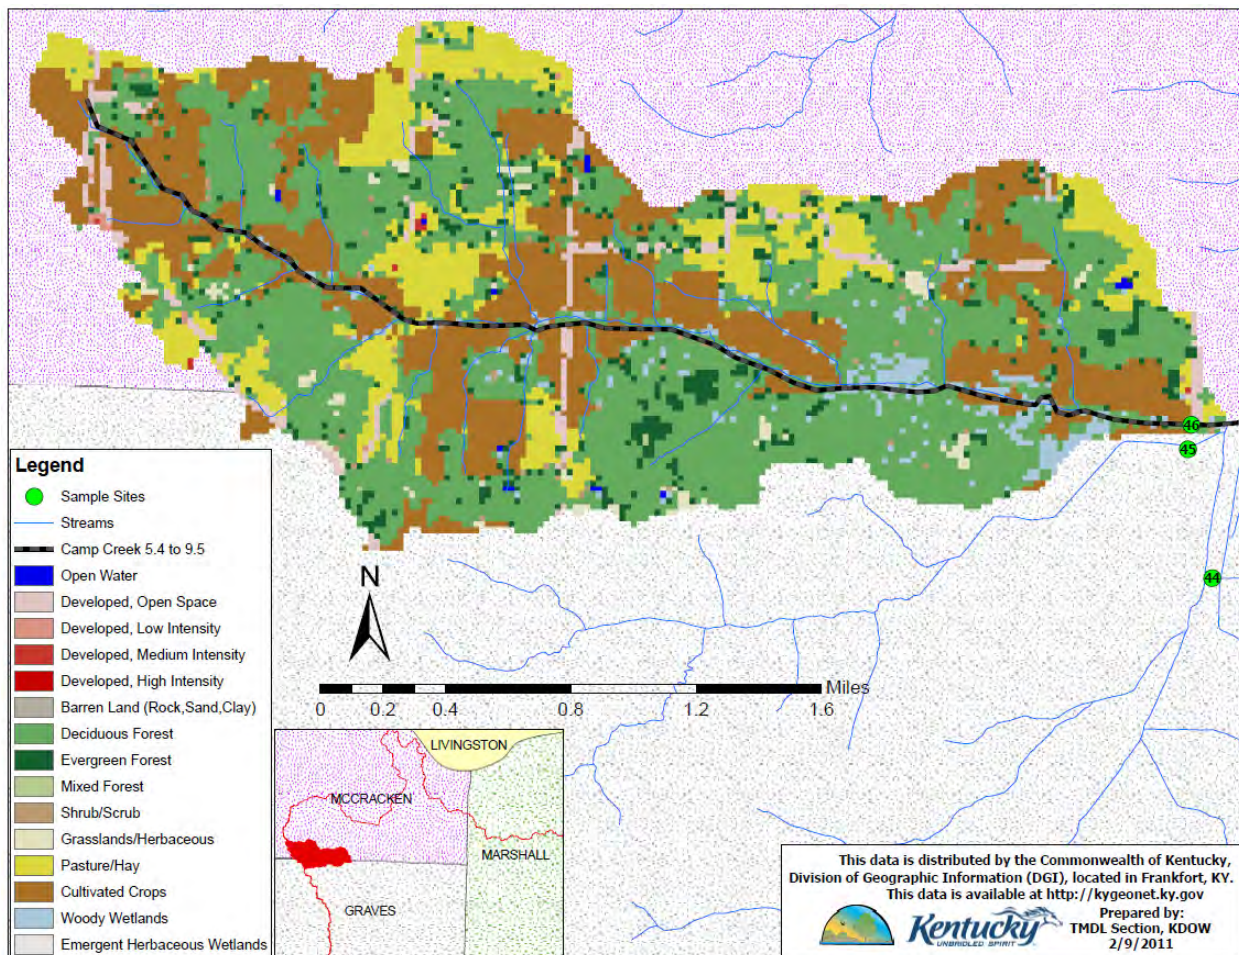 46
45
44
Legend
Sample Sites
Streams
Camp Creek 5.4 to 9.5
Open Water
Developed, Open Space
Developed, Low Intensity
Developed, Medium Intensity
Developed, High Intensity
Barren Land (Rock,Sand,Clay)
Deciduous Forest
Evergreen Forest
Mixed Forest
Shrub/Scrub
Grasslands/Herbaceous
Pasture/Hay
Cultivated Crops
Woody Wetlands
Emergent Herbaceous Wetlands
N
Miles
0 0.2 0.4 0.8 1.2 1.6
LIVINGSTON
MCCRACKEN
MARSHALL
GRAVES
This data is distributed by the Commonwealth of Kentucky,
Division of Geographic Information (DGI), located in Frankfort, KY.
This data is available at http://kygeonet.ky.gov
Kentucky
UNBRIDLED SPIRIT
Prepared by:
TMDL Section, KDOW
2/9/2011